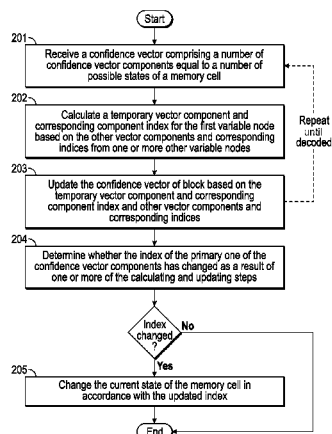 Start
201
Receive a confidence vector comprising a number of
confidence vector components equal to a number of
possible states of a memory cell
202
Calculate a temporary vector component and
corresponding component index for the first variable node
based on the other vector components and corresponding
indices from one or more other variable nodes
Repeat
until
decoded
203
Update the confidence vector of block based on the
temporary vector component and corresponding
component index and other vector components and
corresponding indices
204
Determine whether the index of the primary one of the
confidence vector components has changed as a result of
one or more of the calculating and updating steps
Index
changed
?
No
Yes
205
Change the current state of the memory cell in
accordance with the updated index
End